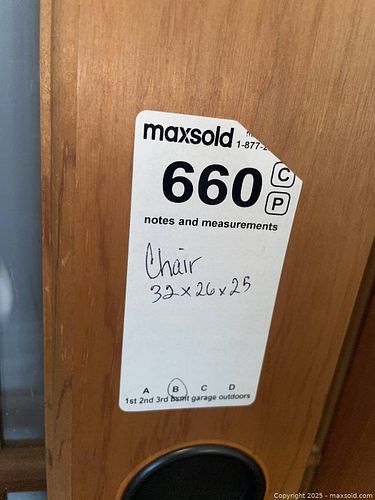 maxsold
1-877-
660
C
P
notes and measurements
Chair
32 x 26 x 25
A B C D
1st 2nd 3rd bsmt garage outdoors
Copyright 2025 - maxsold.com